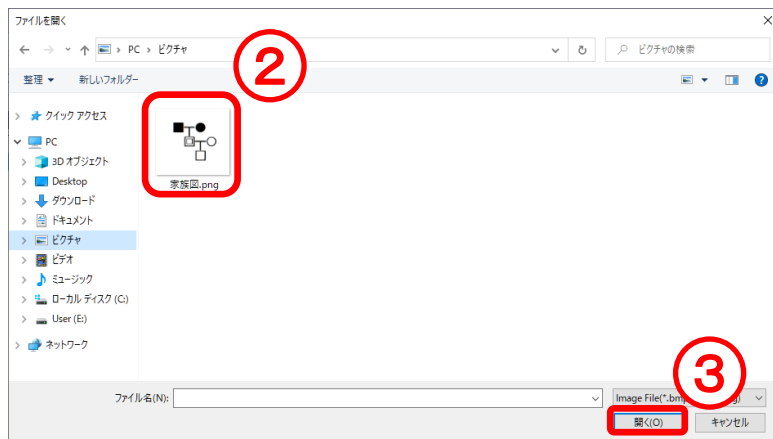 ファイルを開く
PC > ピクチャ
ピクチャの検索
整理
新しいフォルダー
②
クイック アクセス
PC
3D オブジェクト
Desktop
ダウンロード
ドキュメント
ピクチャ
ビデオ
ミュージック
ローカル ディスク (C:)
User (E:)
ネットワーク
家族図.png
③
ファイル名(N):
Image File(*.bm
開く(O)
キャンセル